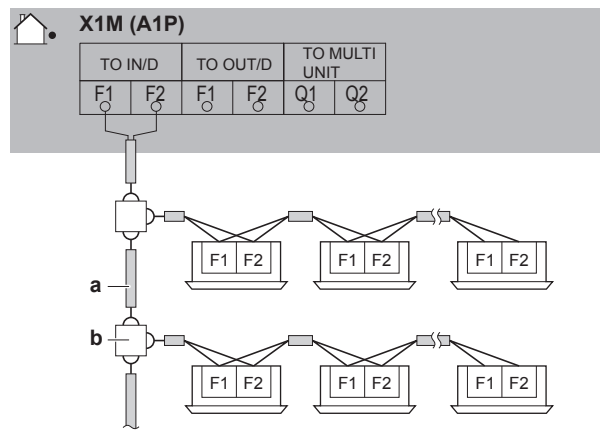 X1M (A1P)
TO IN/D TO OUT/D TO MULTI UNIT
F1 F2 F1 F2 Q1 Q2
F1 F2 F1 F2 F1 F2
a
b
F1 F2 F1 F2 F1 F2